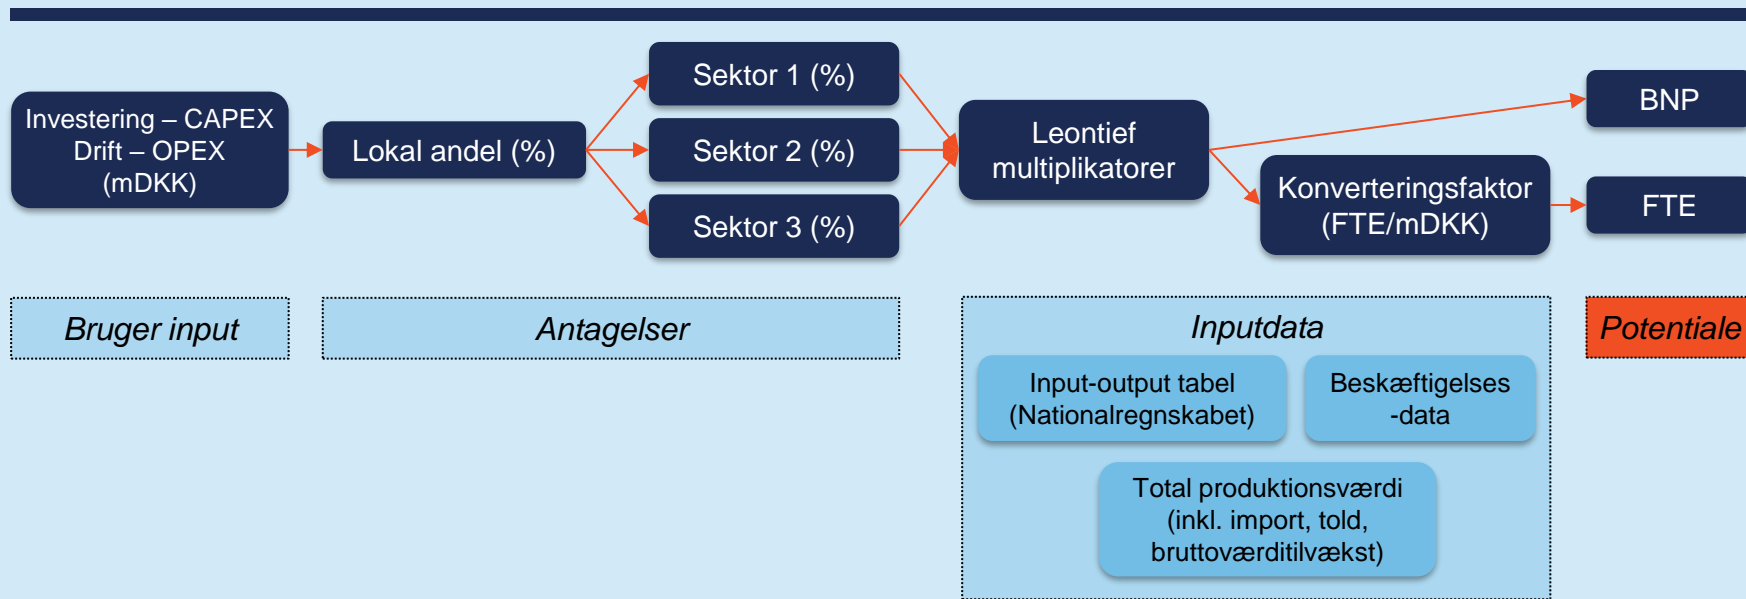 Investering – CAPEX
Drift – OPEX
(mDKK)
Lokal andel (%)
Sektor 1 (%)
Sektor 2 (%)
Sektor 3 (%)
Leontief
multiplikatorer
Konverteringsfaktor
(FTE/mDKK)
BNP
FTE
Bruger input
Antagelser
Inputdata
Potentiale
Input-output tabel
(Nationalregnskabet)
Beskæftigelses
-data
Total produktionsværdi
(inkl. import, told,
bruttoværditilvækst)